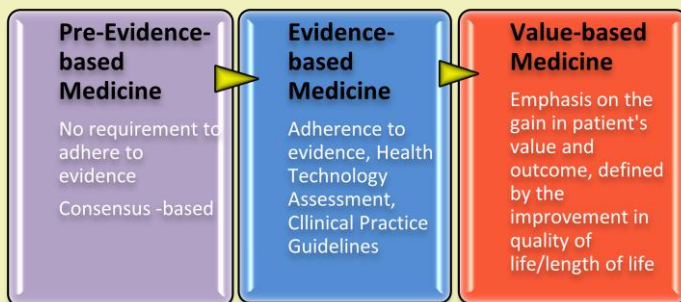 Pre-Evidence-
based
Medicine
No requirement to
adhere to
evidence
Consensus -based
Evidence-
based
Medicine
Adherence to
evidence, Health
Technology
Assessment,
Cllinical Practice
Guidelines
Value-based
Medicine
Emphasis on the
gain in patient's
value and
outcome, defined
by the
improvement in
quality of
life/length of life